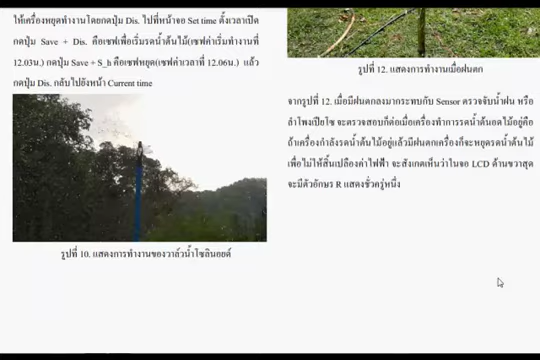 ให้เครื่องหยุดทำงานโดยกดปุ่ม Dis. ไปที่หน้าจอ Set time ตั้งเวลาเปิด
กดปุ่ม Save + Dis. คือเซฟเพื่อเริ่มรดน้ำต้นไม้(เซฟค่าเริ่มทำงานที่
12.03น.) กดปุ่ม Save + S_h คือเซฟหยุด(เซฟค่าเวลาที่ 12.06น.) แล้ว
กดปุ่ม Dis. กลับไปยังหน้า Current time
รูปที่ 10. แสดงการทำงานของวาล์วน้ำโซลินอยด์
รูปที่ 12. แสดงการทำงานเมื่อฝนตก
จากรูปที่ 12. เมื่อมีฝนตกลงมากระทบกับ Sensor ตรวจจับน้ำฝน หรือ
ลำโพงเปียโซ จะตรวจสอบก็ต่อเมื่อเครื่องทำการรดน้ำต้นอดไม้อยู่คือ
ถ้าเครื่องกำลังรดน้ำต้นไม้อยู่แล้วมีฝนตกเครื่องก็จะหยุดรดน้ำต้นไม้
เพื่อไม่ให้สิ้นเปลืองค่าไฟฟ้า จะสังเกตเห็นว่าในจอ LCD ด้านขวาสุด
จะมีตัวอักษร R แสดงชั่วครู่หนึ่ง